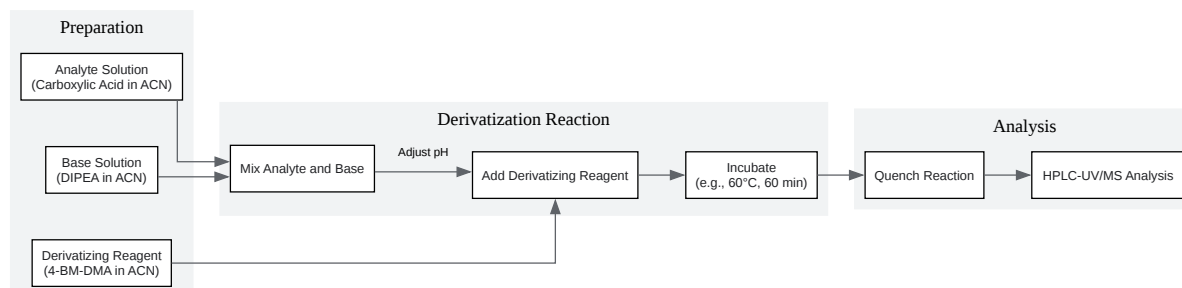 Preparation
Analyte Solution
(Carboxylic Acid in ACN)
Base Solution
(DIPEA in ACN)
Derivatizing Reagent
(4-BM-DMA in ACN)
Derivatization Reaction
Mix Analyte and Base
Adjust pH
Add Derivatizing Reagent
Incubate
(e.g., 60°C, 60 min)
Analysis
Quench Reaction
HPLC-UV/MS Analysis